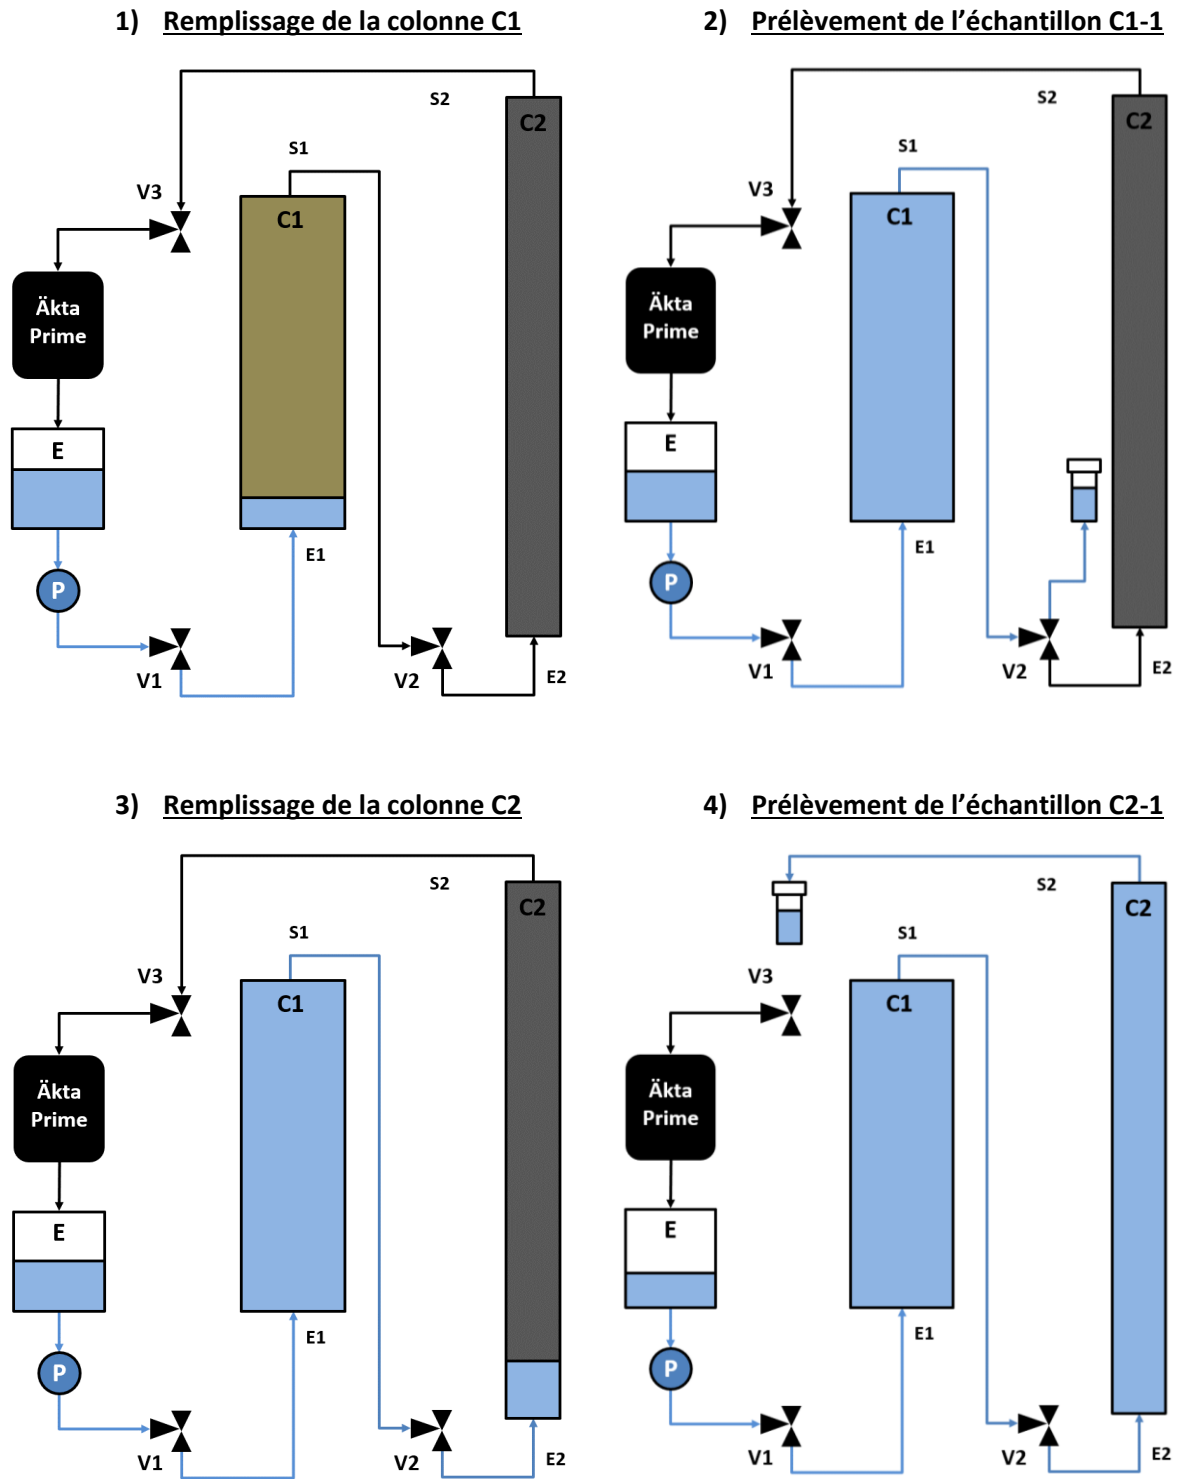 1) Remplissage de la colonne C1
S2
C2
S1
V3
C1
Äkta
Prime
E
E1
P
V1
V2
E2
2) Prélèvement de l'échantillon C1-1
S2
C2
S1
V3
C1
Äkta
Prime
E
E1
P
V1
V2
E2
3) Remplissage de la colonne C2
S2
C2
S1
V3
C1
Äkta
Prime
E
E1
P
V1
V2
E2
4) Prélèvement de l'échantillon C2-1
S2
C2
S1
V3
C1
Äkta
Prime
E
E1
P
V1
V2
E2